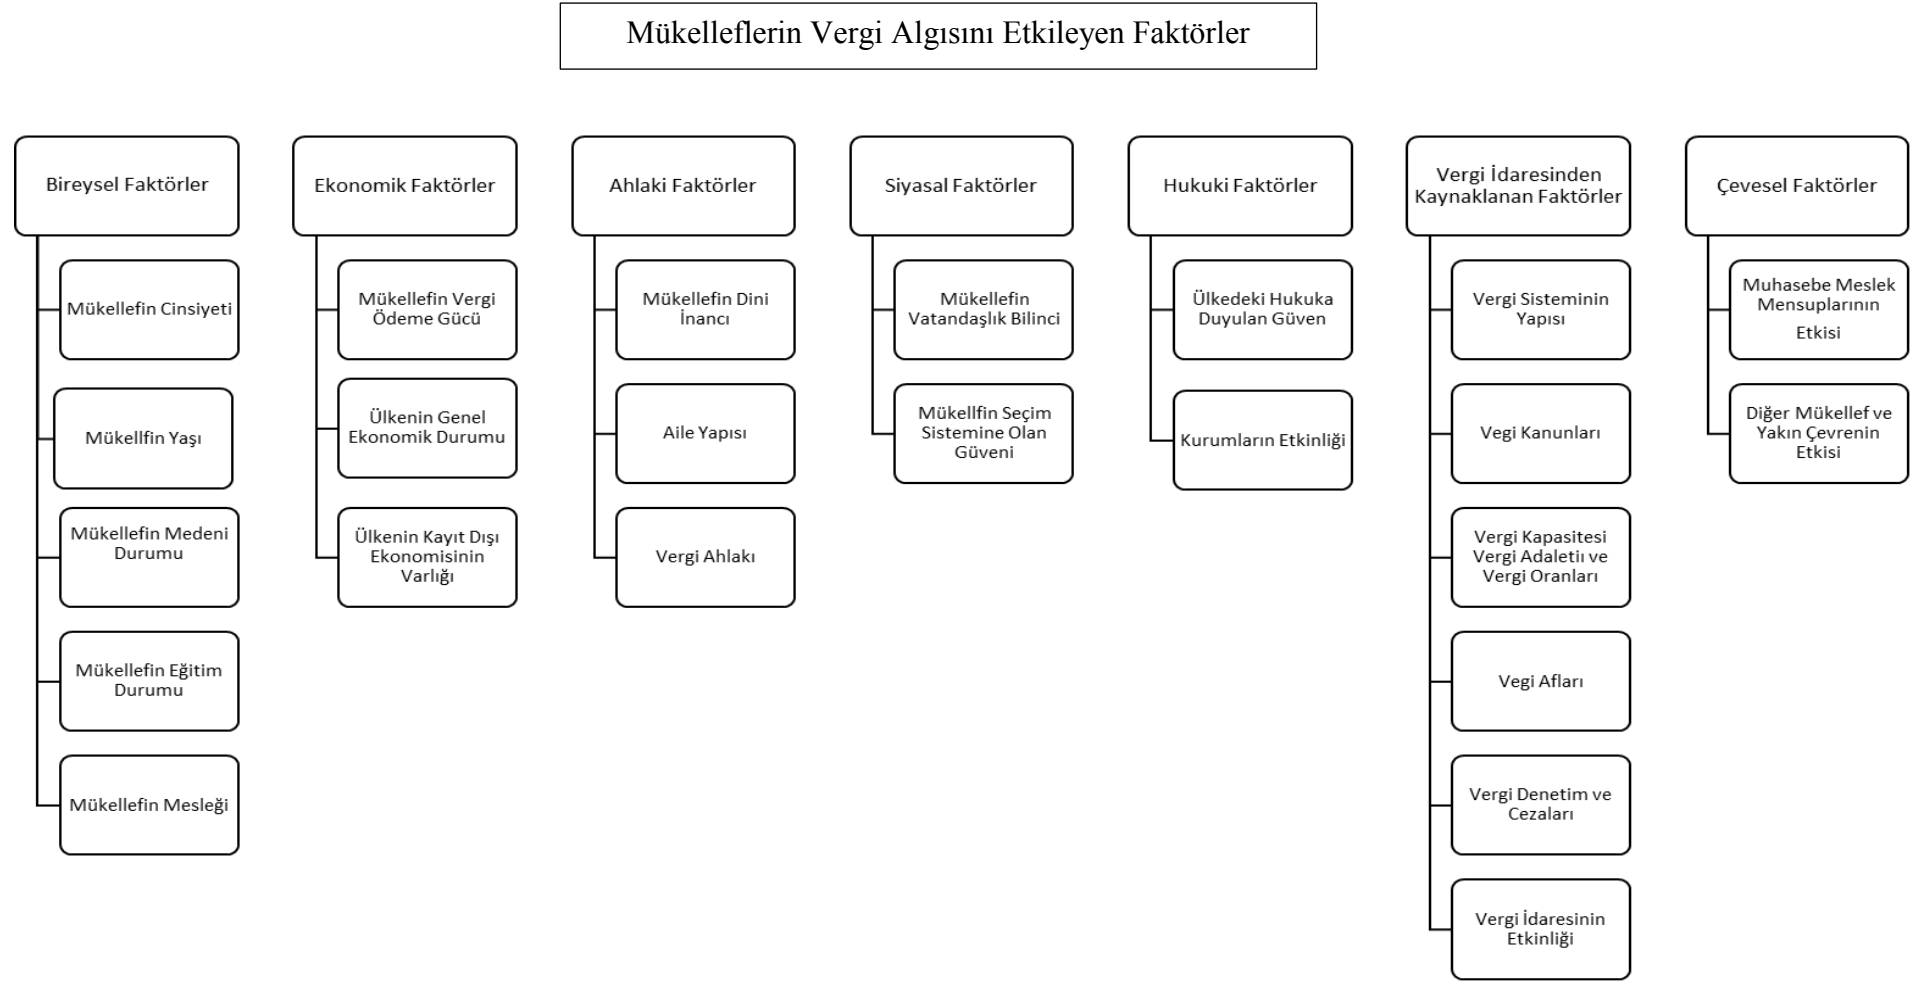 Mükelleflerin Vergi Algısını Etkileyen Faktörler
Bireysel Faktörler
Mükellefin Cinsiyeti
Mükellfin Yaşı
Mükellefin Medeni
Durumu
Mükellefin Eğitim
Durumu
Mükellefin Mesleği
Ekonomik Faktörler
Mükellefin Vergi
Ödeme Gücü
Ülkenin Genel
Ekonomik Durumu
Ülkenin Kayıt Dışı
Ekonomisinin
Varlığı
Ahlaki Faktörler
Mükellefin Dini
İnancı
Aile Yapısı
Vergi Ahlakı
Siyasal Faktörler
Mükellefin
Vatandaşlık Bilinci
Mükellfin Seçim
Sistemine Olan
Güveni
Hukuki Faktörler
Ülkedeki Hukuka
Duyulan Güven
Kurumların Etkinliği
Vergi İdaresinden
Kaynaklanan Faktörler
Vergi Sisteminin
Yapısı
Vegi Kanunları
Vergi Kapasitesi
Vergi Adaletiı ve
Vergi Oranları
Vegi Afları
Vergi Denetim ve
Cezaları
Vergi İdaresinin
Etkinliği
Çevesel Faktörler
Muhasebe Meslek
Mensuplarının
Etkisi
Diğer Mükellef ve
Yakın Çevrenin
Etkisi